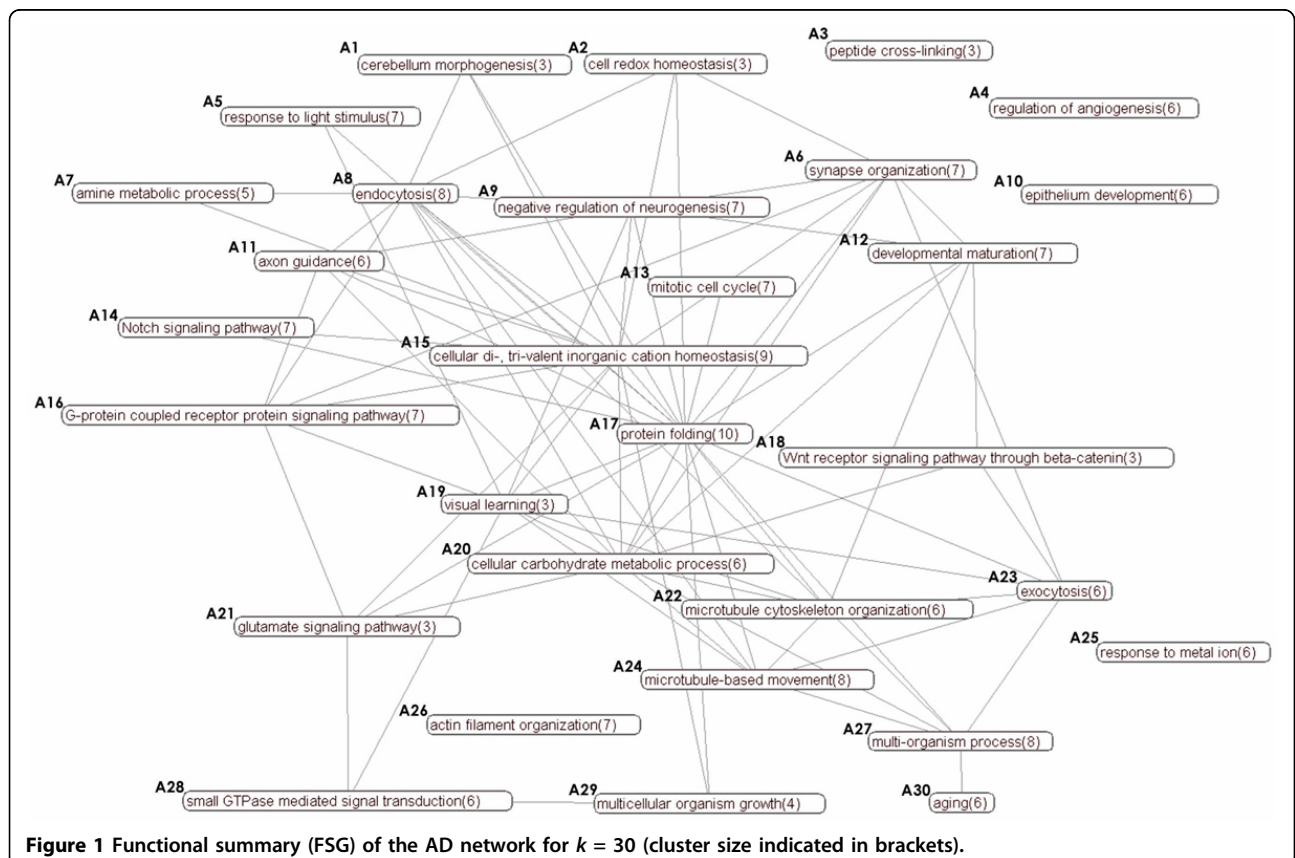 A1
cerebellum morphogenesis(3)
A2
cell redox homeostasis(3)
A3
peptide cross-linking(3)
A4
regulation of angiogenesis(6)
A5
response to light stimulus(7)
A6
synapse organization(7)
A7
amine metabolic process(5)
A8
endocytosis(8)
A9
negative regulation of neurogenesis(7)
A10
epithelium development(6)
A11
axon guidance(6)
A12
developmental maturation(7)
A13
mitotic cell cycle(7)
A14
Notch signaling pathway(7)
A15
cellular di-, tri-valent inorganic cation homeostasis(9)
A16
G-protein coupled receptor protein signaling pathway(7)
A17
protein folding(10)
A18
Wnt receptor signaling pathway through beta-catenin(3)
A19
visual learning(3)
A20
cellular carbohydrate metabolic process(6)
A21
glutamate signaling pathway(3)
A22
microtubule cytoskeleton organization(6)
A23
exocytosis(6)
A24
microtubule-based movement(8)
A25
response to metal ion(6)
A26
actin filament organization(7)
A27
multi-organism process(8)
A28
small GTPase mediated signal transduction(6)
A29
multicellular organism growth(4)
A30
aging(6)
Figure 1 Functional summary (FSG) of the AD network for k = 30 (cluster size indicated in brackets).